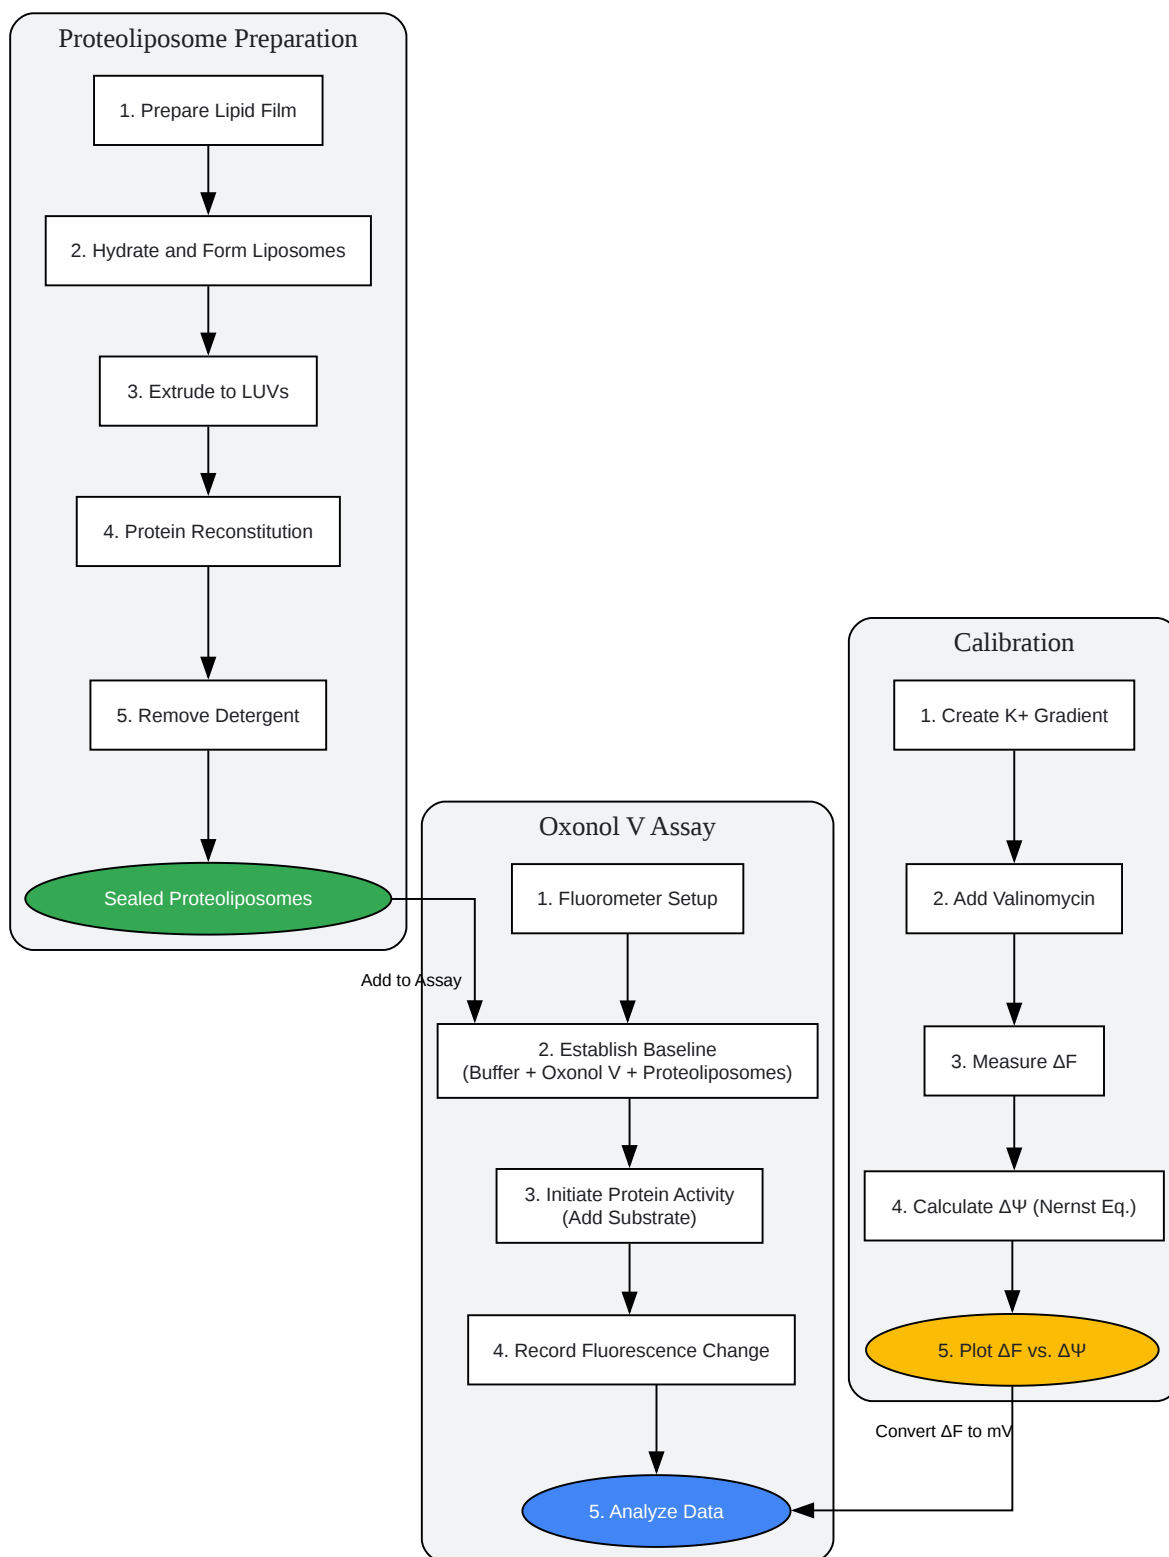 Proteoliposome Preparation
1. Prepare Lipid Film
2. Hydrate and Form Liposomes
3. Extrude to LUVs
4. Protein Reconstitution
5. Remove Detergent
Sealed Proteoliposomes
Add to Assay
Oxonol V Assay
1. Fluorometer Setup
2. Establish Baseline
(Buffer + Oxonol V + Proteoliposomes)
3. Initiate Protein Activity
(Add Substrate)
4. Record Fluorescence Change
5. Analyze Data
Calibration
1. Create K+ Gradient
2. Add Valinomycin
3. Measure ΔF
4. Calculate ΔΨ (Nernst Eq.)
5. Plot ΔF vs. ΔΨ
Convert ΔF to mV